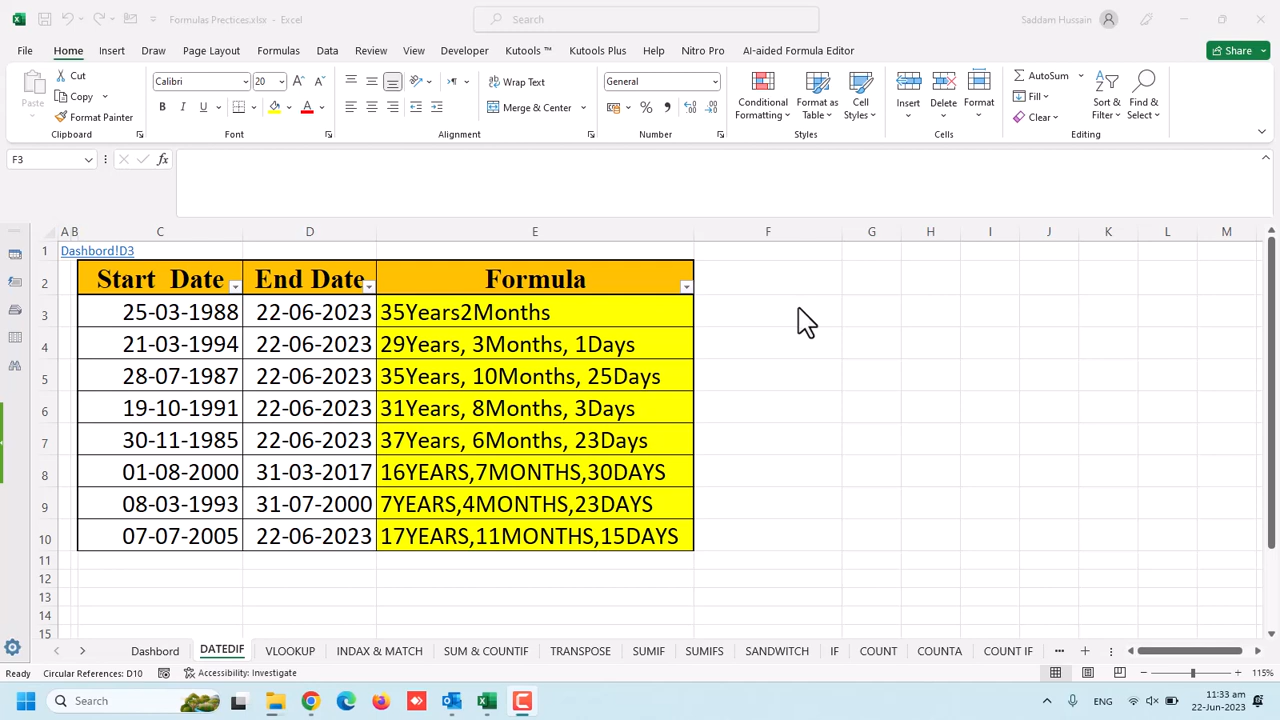 Formulas Prectices.xlsx - Excel
Search
Saddam Hussain
File Home Insert Draw Page Layout Formulas Data Review View Developer Kutools ™ Kutools Plus Help Nitro Pro AI-aided Formula Editor
Share
Paste
Cut
Copy
Format Painter
Clipboard
Calibri 20
B I U
Font
Wrap Text
Merge & Center
Alignment
General
Number
Conditional Formatting
Format as Table
Cell Styles
Styles
Insert Delete Format
Cells
AutoSum
Fill
Clear
Sort & Filter
Find & Select
Editing
F3
fx
A B C D E F G H I J K L M
1 Dashbord!D3
2 Start Date End Date Formula
3 25-03-1988 22-06-2023 35Years2Months
4 21-03-1994 22-06-2023 29Years, 3Months, 1Days
5 28-07-1987 22-06-2023 35Years, 10Months, 25Days
6 19-10-1991 22-06-2023 31Years, 8Months, 3Days
7 30-11-1985 22-06-2023 37Years, 6Months, 23Days
8 01-08-2000 31-03-2017 16YEARS,7MONTHS,30DAYS
9 08-03-1993 31-07-2000 7YEARS,4MONTHS,23DAYS
10 07-07-2005 22-06-2023 17YEARS,11MONTHS,15DAYS
11
12
13
14
15
Dashbord DATEDIF VLOOKUP INDAX & MATCH SUM & COUNTIF TRANSPOSE SUMIF SUMIFS SANDWITCH IF COUNT COUNTA COUNT IF
Ready Circular References: D10 Accessibility: Investigate 115%
Search
ENG
11:33 am
22-Jun-2023